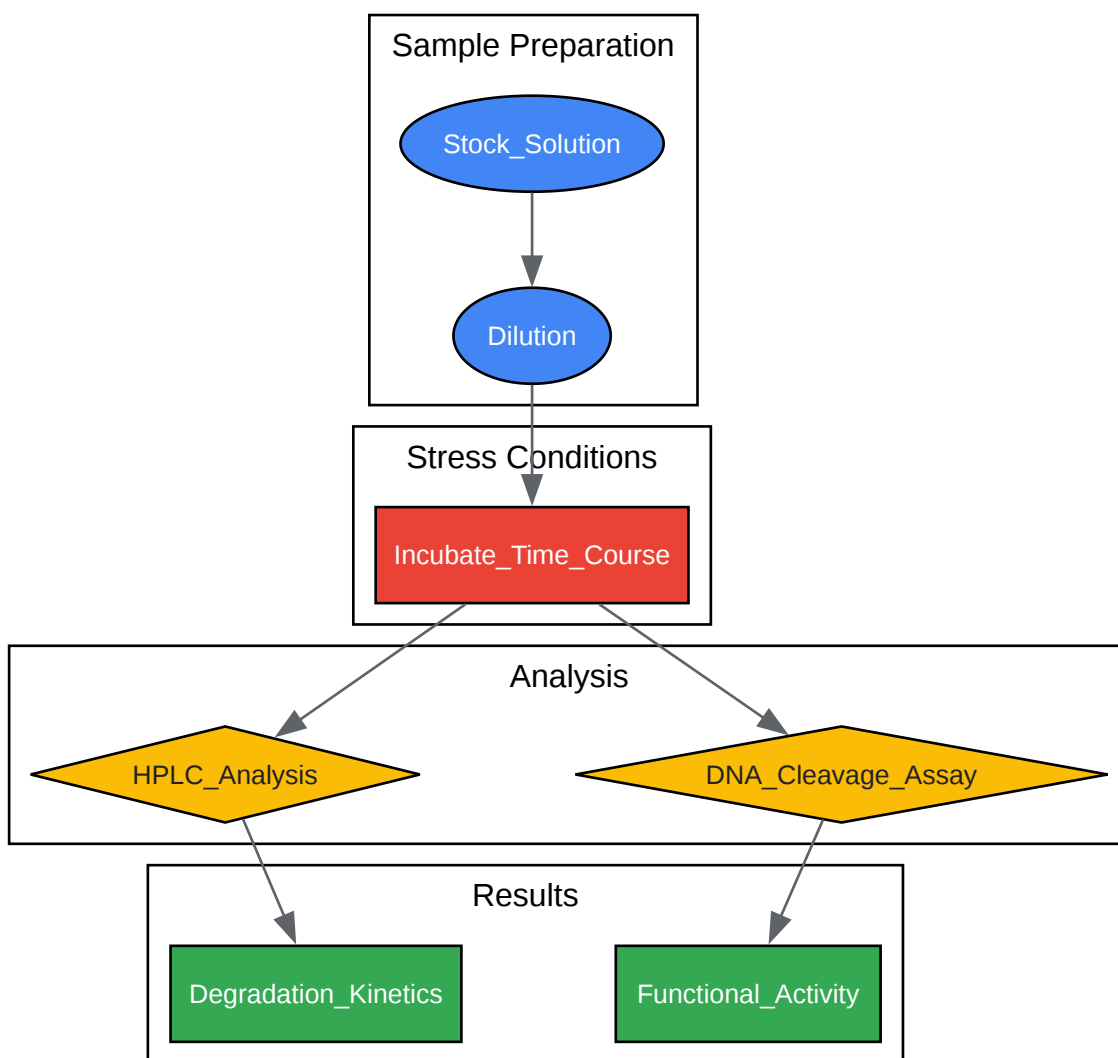 Sample Preparation
Stock_Solution
Dilution
Stress Conditions
Incubate_Time_Course
Analysis
HPLC_Analysis
DNA_Cleavage_Assay
Results
Degradation_Kinetics
Functional_Activity